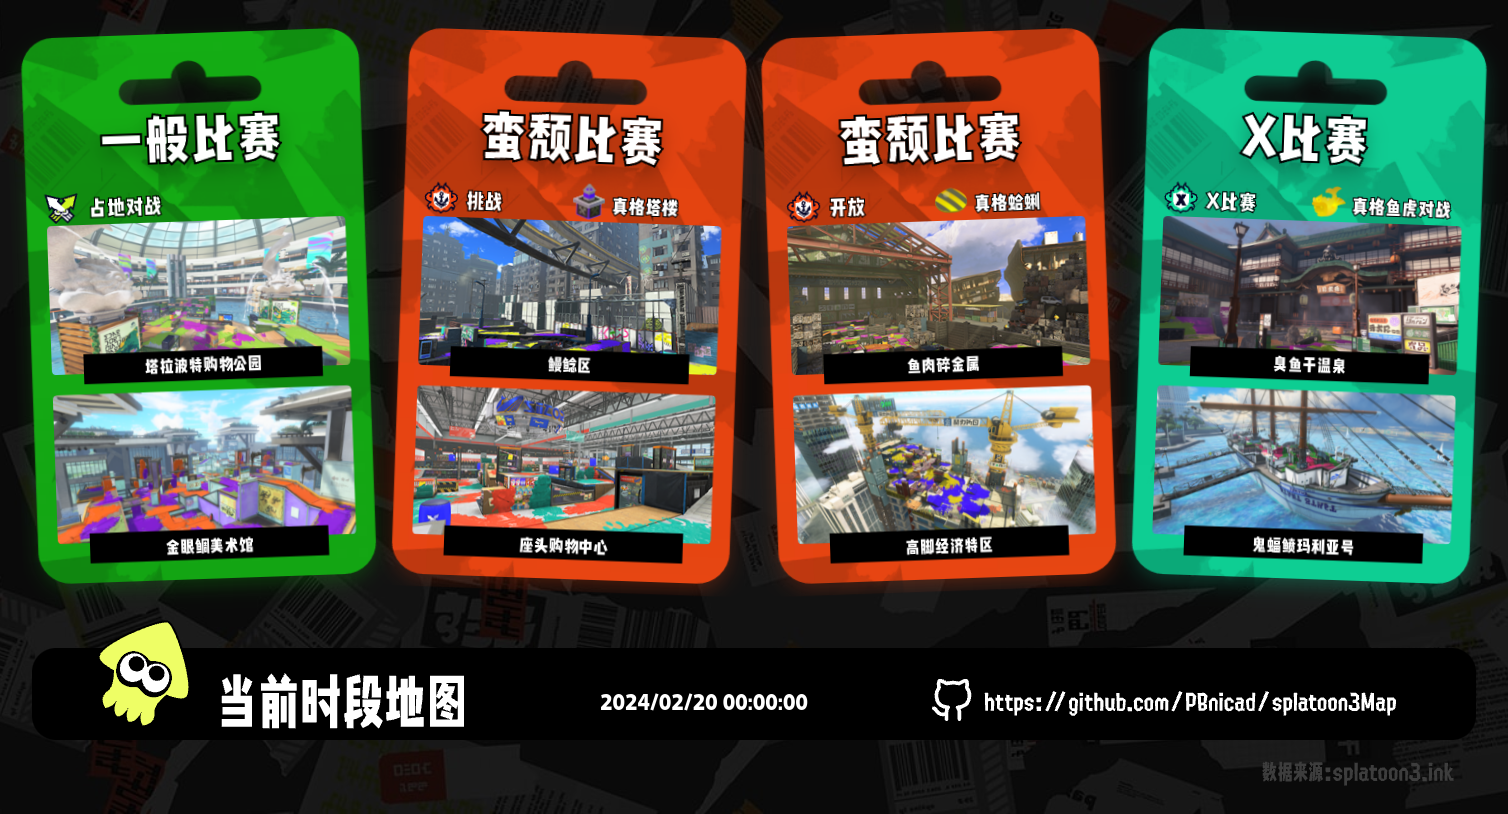 一般比赛
占地对战
塔拉波特购物公园
金眼鲷美术馆
蛮颓比赛
挑战
真格塔楼
鳗鲶区
座头购物中心
蛮颓比赛
开放
真格蛤蜊
鱼肉碎金属
高脚经济特区
X比赛
X比赛
真格鱼虎对战
臭鱼干温泉
鬼蝠鲼玛利亚号
当前时段地图
2024/02/20 00:00:00
https://github.com/PBnicad/splatoon3Map
数据来源:splatoon3.ink